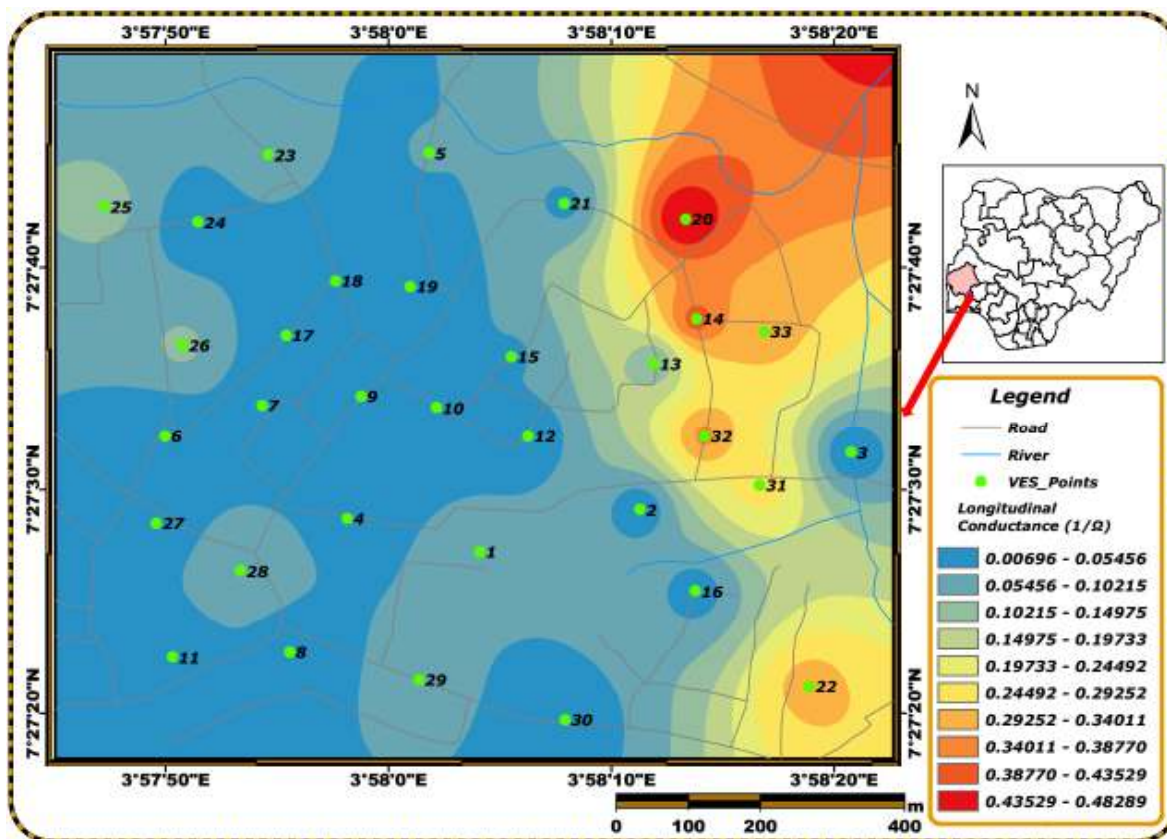 3°57'50"E 3°58'0"E 3°58'10"E 3°58'20"E
N
23
5
25
24
21
20
7°27'40"N
7°27'40"N
18
19
14
33
17
26
15
13
9
7
10
6
12
32
3
7°27'30"N
7°27'30"N
31
2
27
4
1
28
16
11
8
29
22
30
7°27'20"N
7°27'20"N
3°57'50"E 3°58'0"E 3°58'10"E 3°58'20"E
m
0 100 200 400
Legend
Road
River
VES_Points
Longitudinal
Conductance (1/Ω)
0.00696 - 0.05456
0.05456 - 0.10215
0.10215 - 0.14975
0.14975 - 0.19733
0.19733 - 0.24492
0.24492 - 0.29252
0.29252 - 0.34011
0.34011 - 0.38770
0.38770 - 0.43529
0.43529 - 0.48289